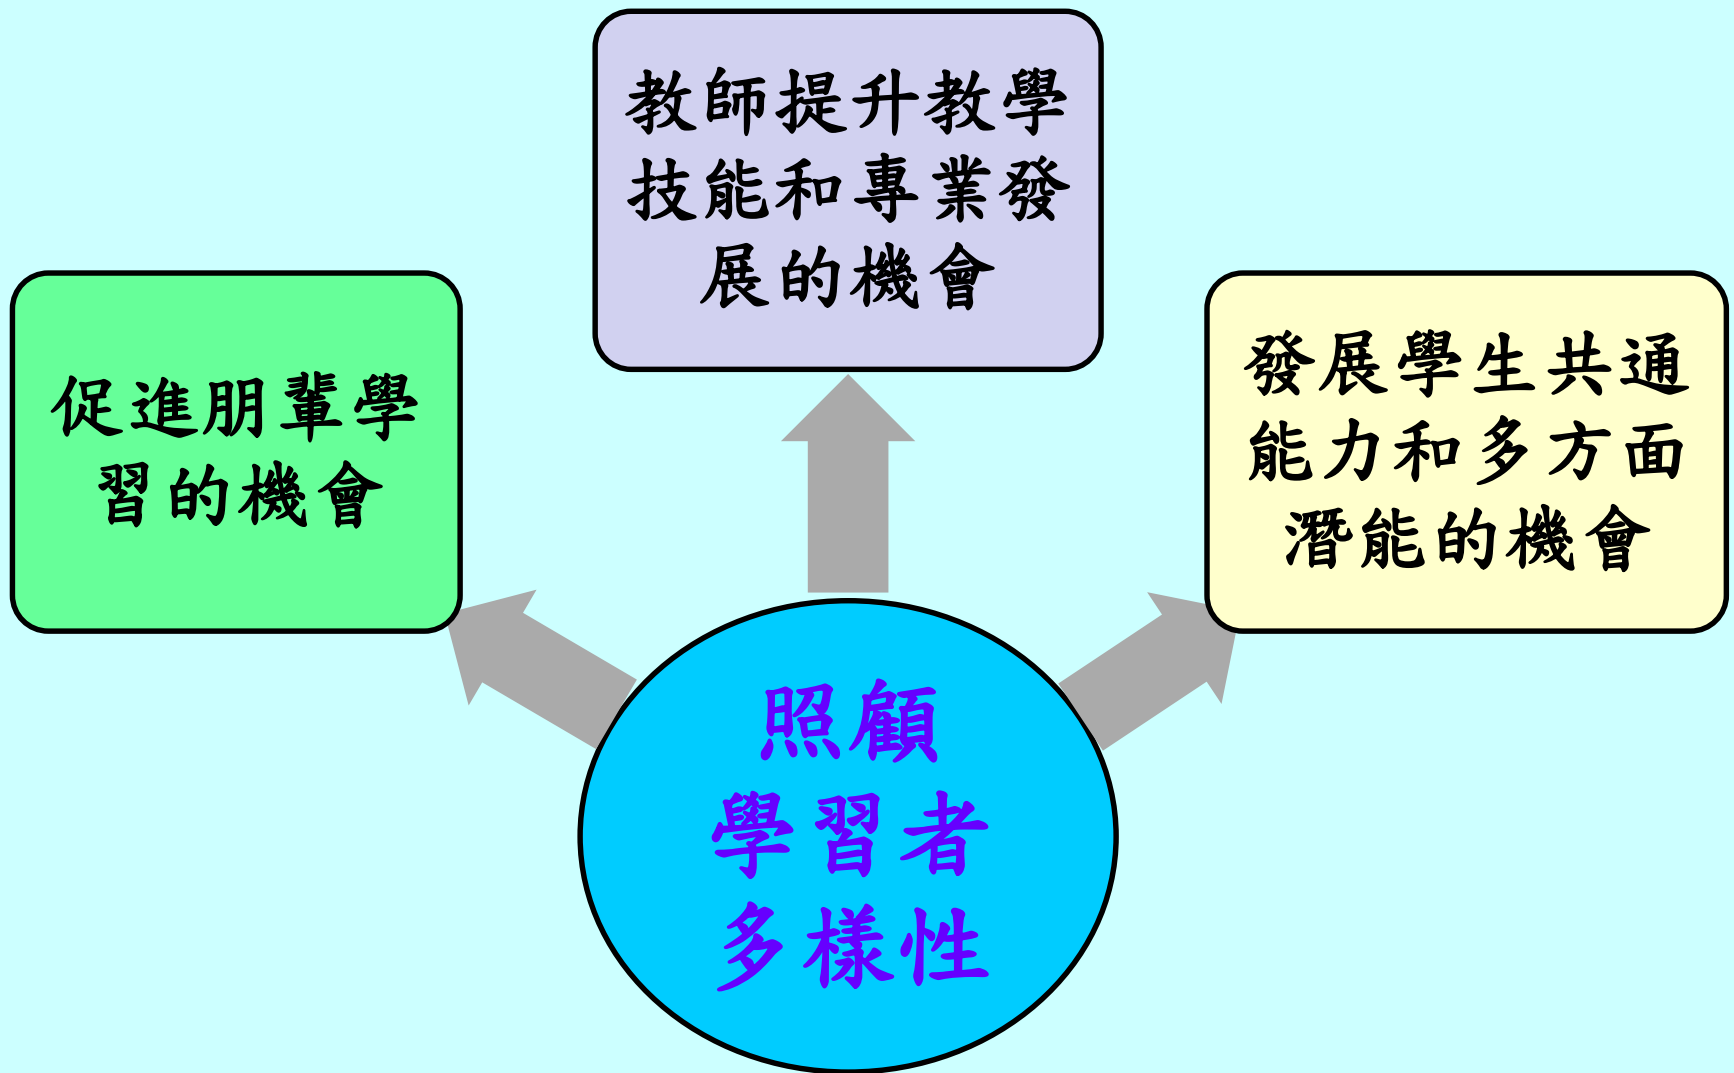 教師提升教學
技能和專業發
展的機會
促進朋輩學
習的機會
發展學生共通
能力和多方面
潛能的機會
照顧
學習者
多樣性